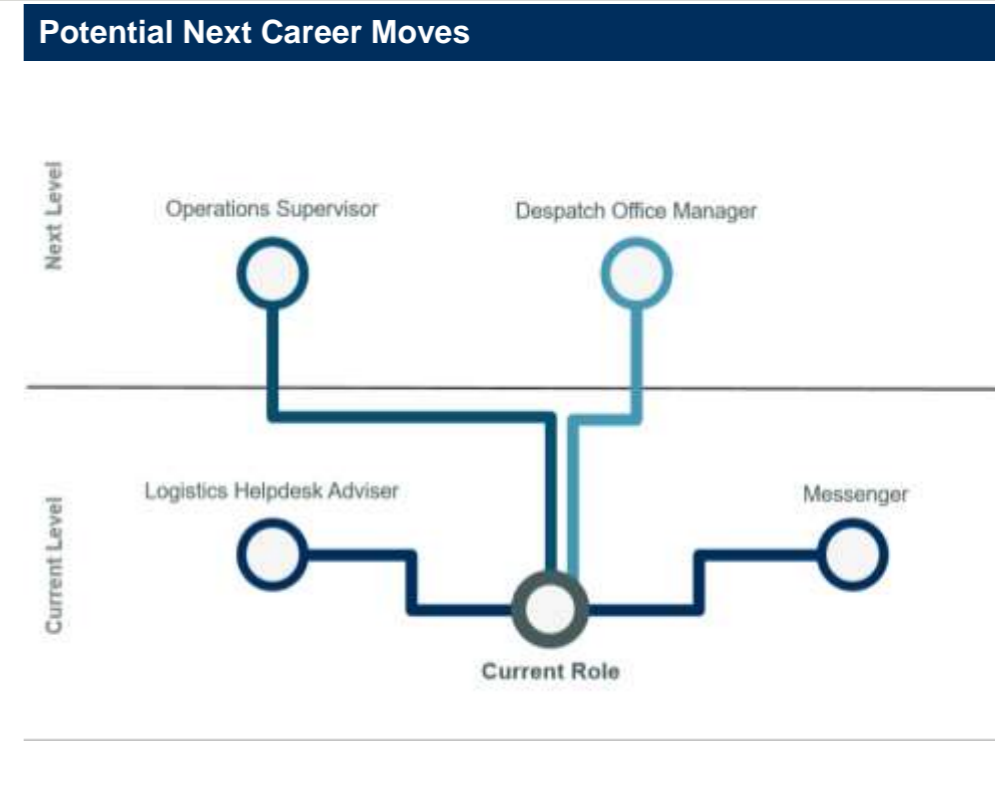 Potential Next Career Moves
Next Level
Operations Supervisor
Despatch Office Manager
Current Level
Logistics Helpdesk Adviser
Messenger
Current Role